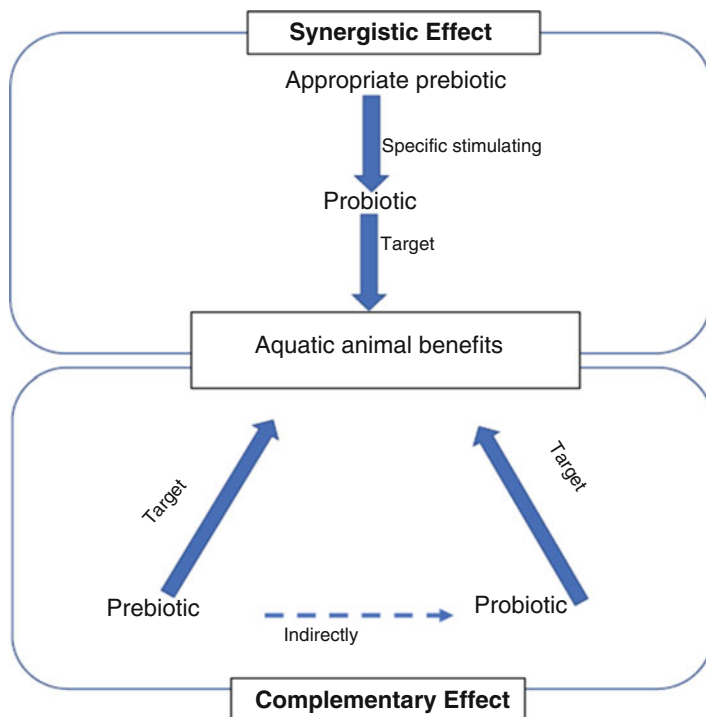 Synergistic Effect
Appropriate prebiotic
Specific stimulating
Probiotic
Target
Aquatic animal benefits
Target
Target
Prebiotic
Probiotic
Indirectly
Complementary Effect